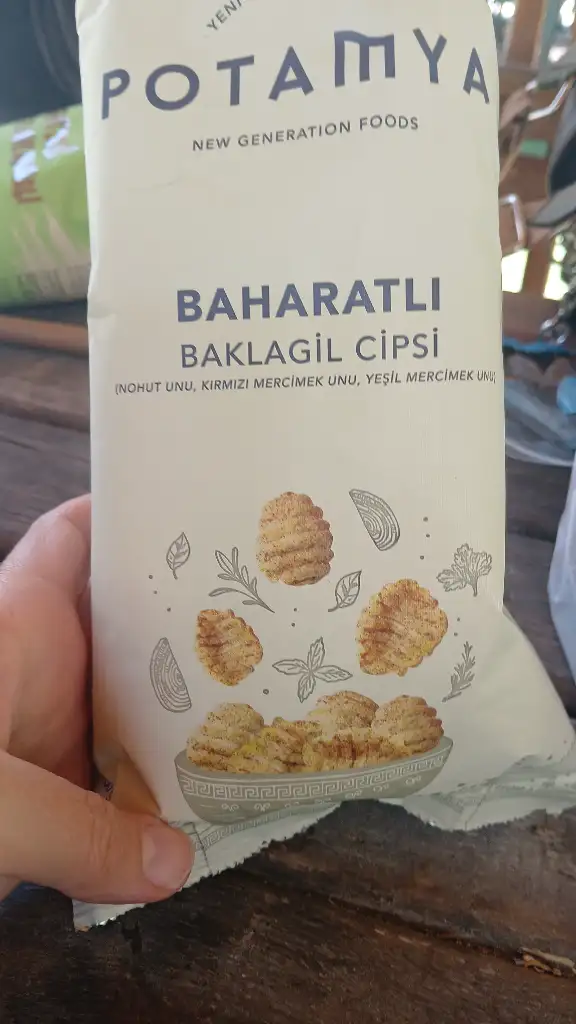 POTAMYA
NEW GENERATION FOODS
BAHARATLI
BAKLAGİL CİPSİ
(NOHUT UNU, KIRMIZI MERCİMEK UNU, YEŞİL MERCİMEK UNU)